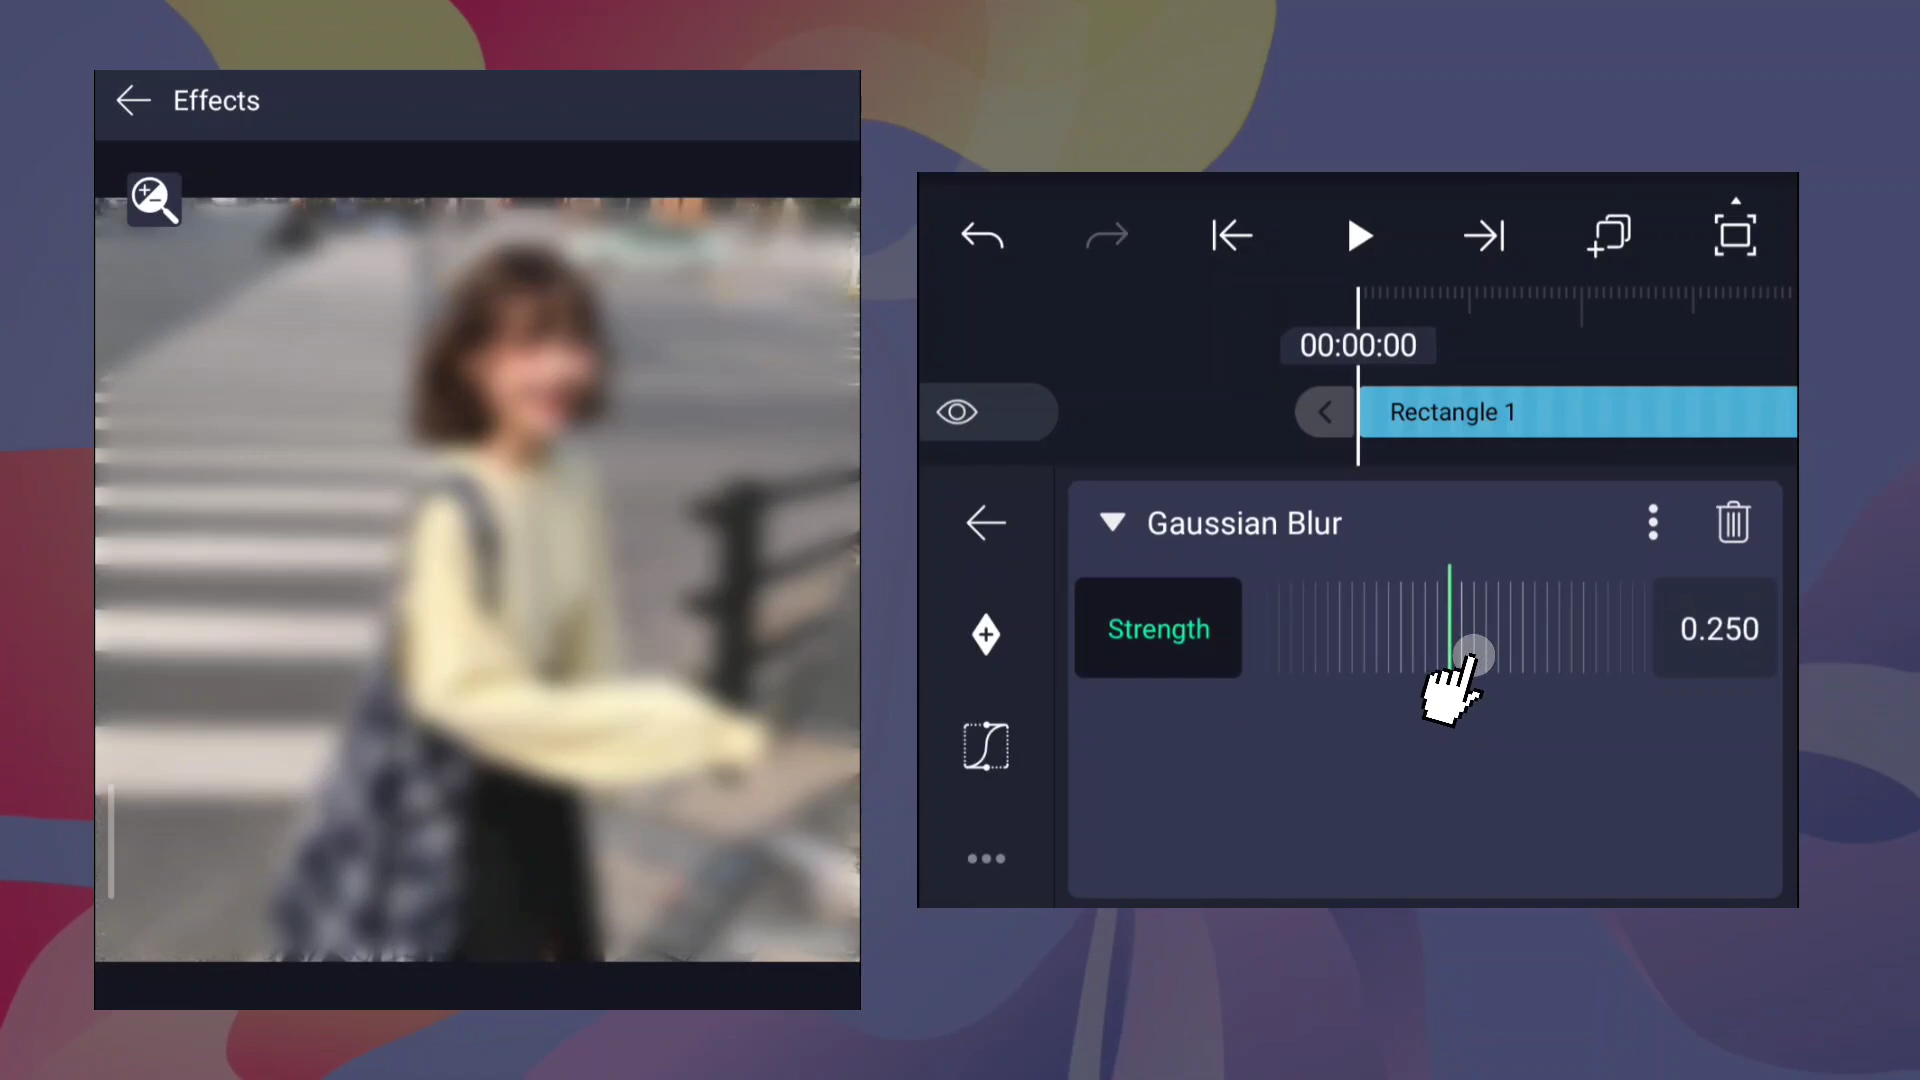 Effects
00:00:00
Rectangle 1
Gaussian Blur
Strength
0.250